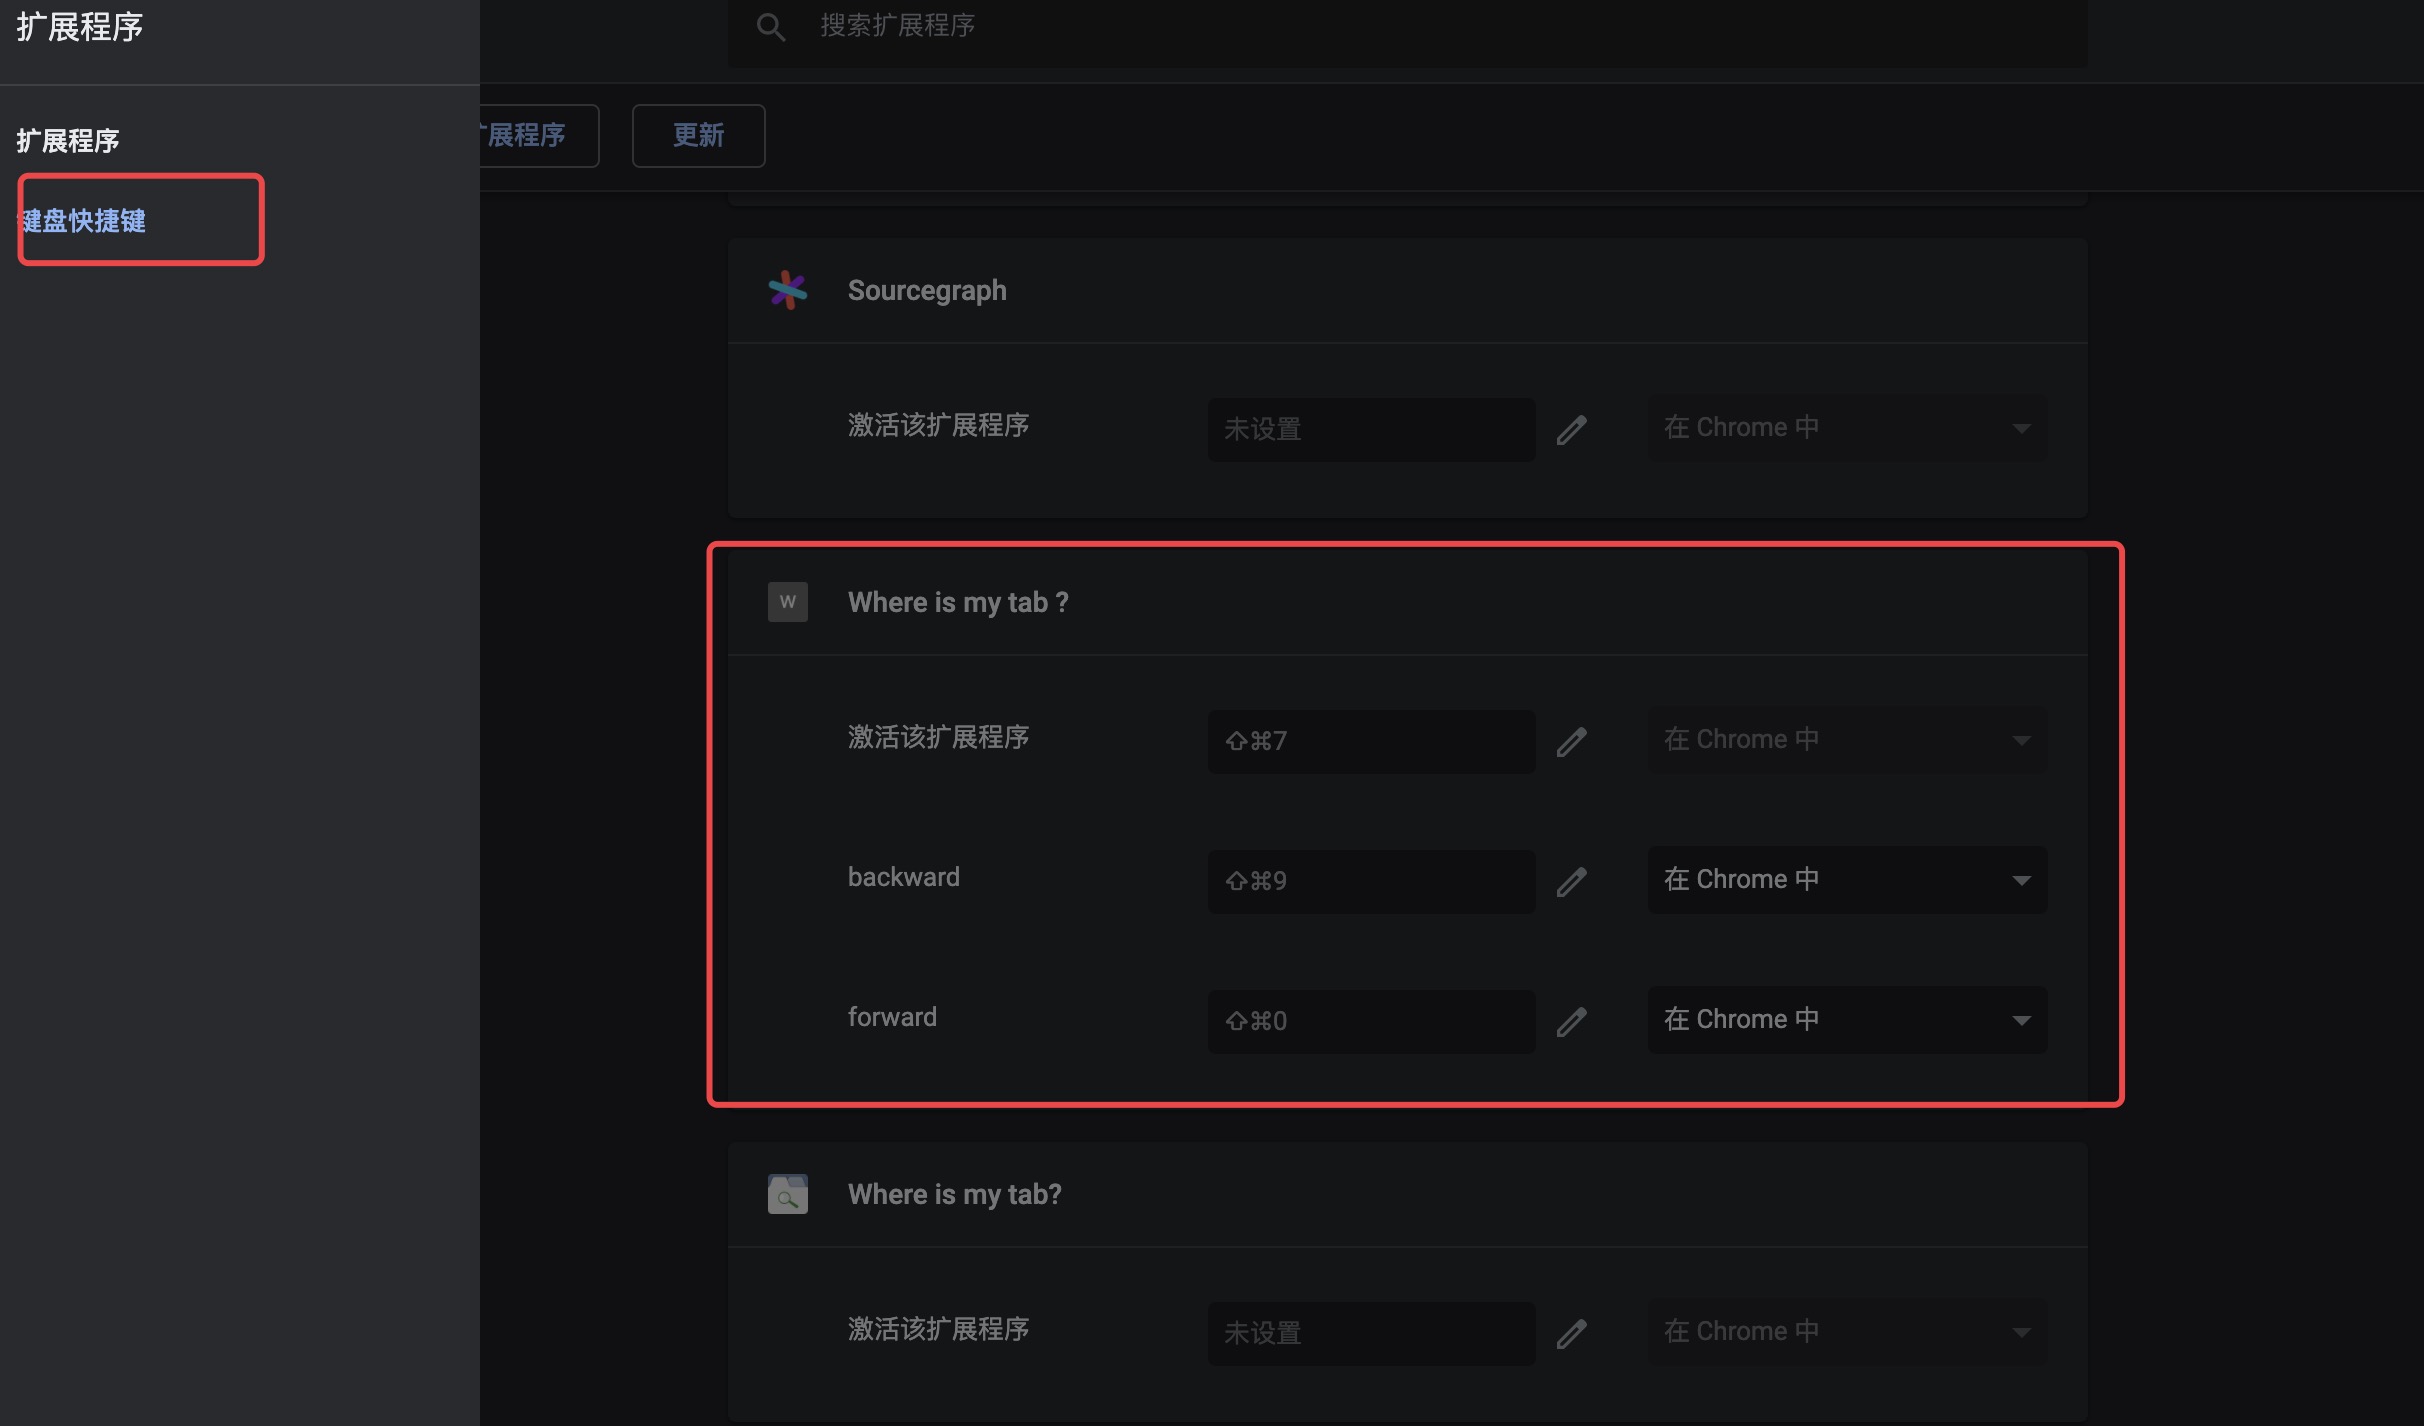 扩展程序
搜索扩展程序
扩展程序
键盘快捷键
扩展程序
更新
Sourcegraph
激活该扩展程序
未设置
在 Chrome 中
W
Where is my tab ?
激活该扩展程序
⇧⌘7
在 Chrome 中
backward
⇧⌘9
在 Chrome 中
forward
⇧⌘0
在 Chrome 中
Where is my tab?
激活该扩展程序
未设置
在 Chrome 中